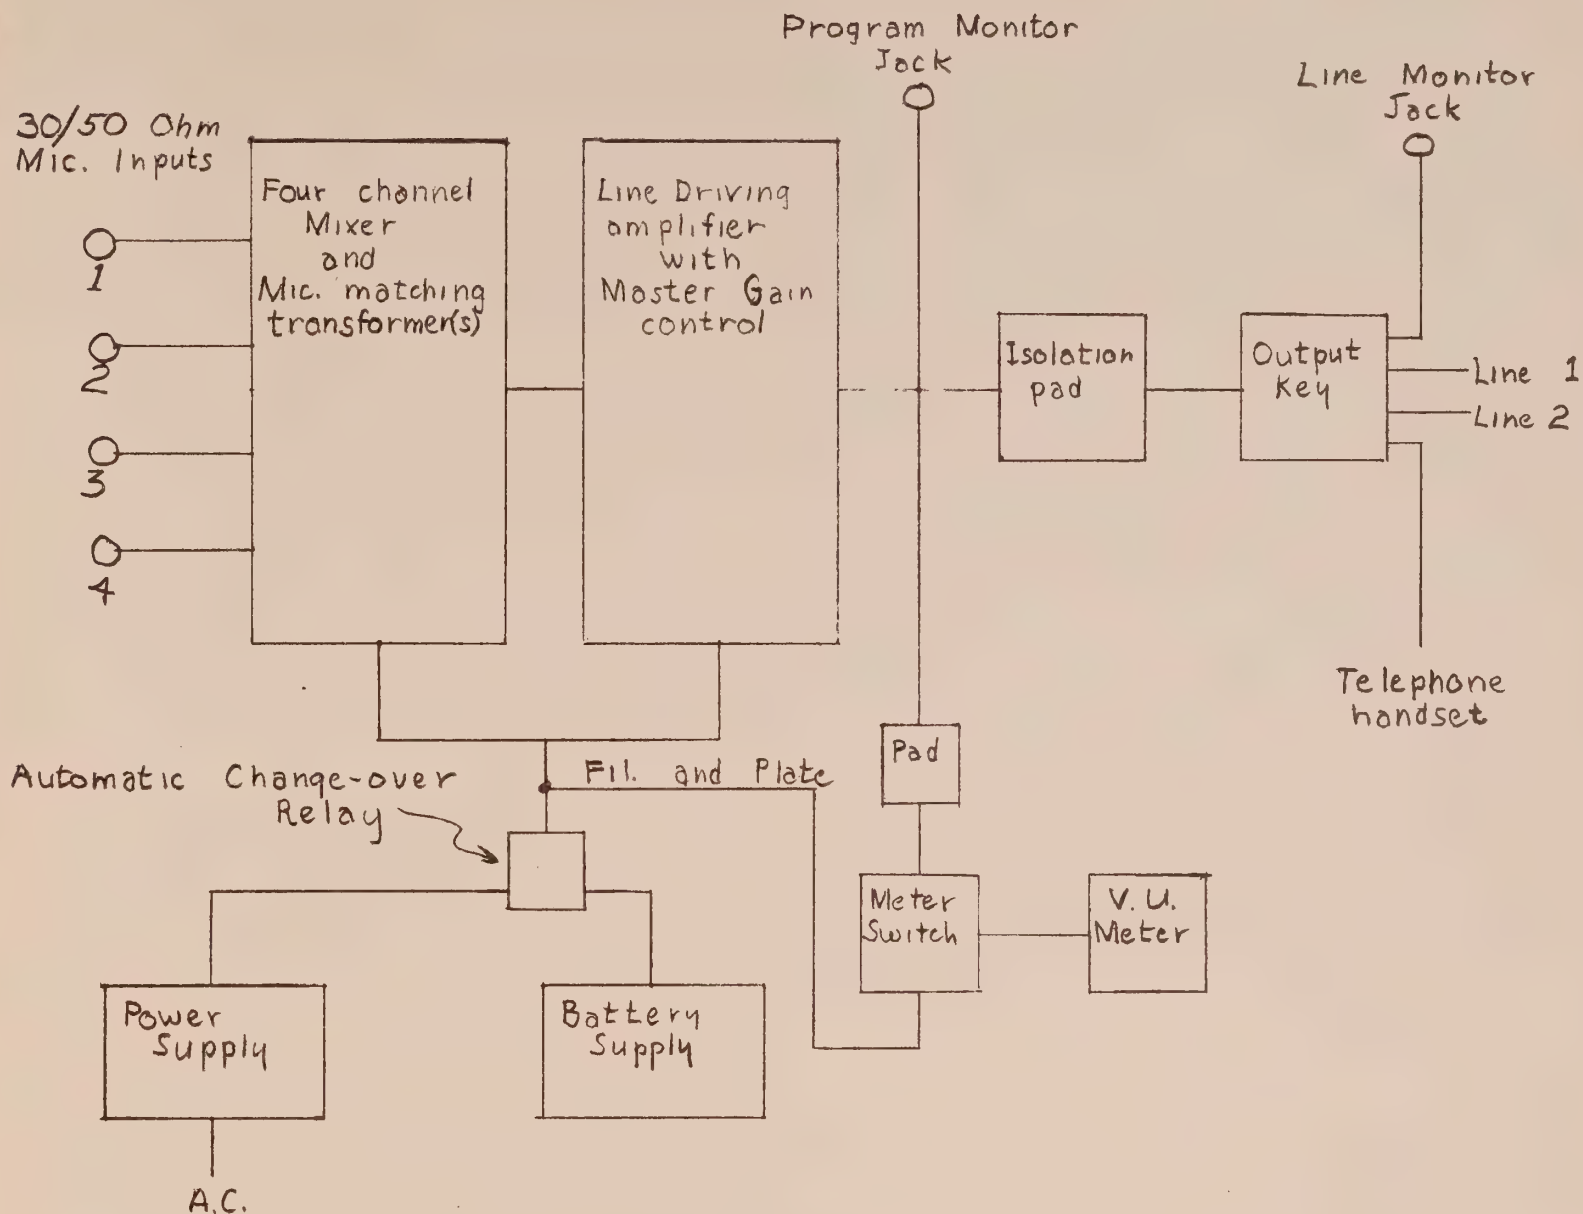 Program Monitor
Jack
Line Monitor
Jack
30/50 Ohm
Mic. Inputs
1
2
3
4
Four channel
Mixer
and
Mic. matching
transformer(s)
Line Driving
amplifier
with
Master Gain
control
Isolation
pad
Output
Key
Line 1
Line 2
Telephone
handset
Pad
Automatic Change-over
Relay
Fil. and Plate
Meter
Switch
V. U.
Meter
Power
Supply
Battery
Supply
A.C.